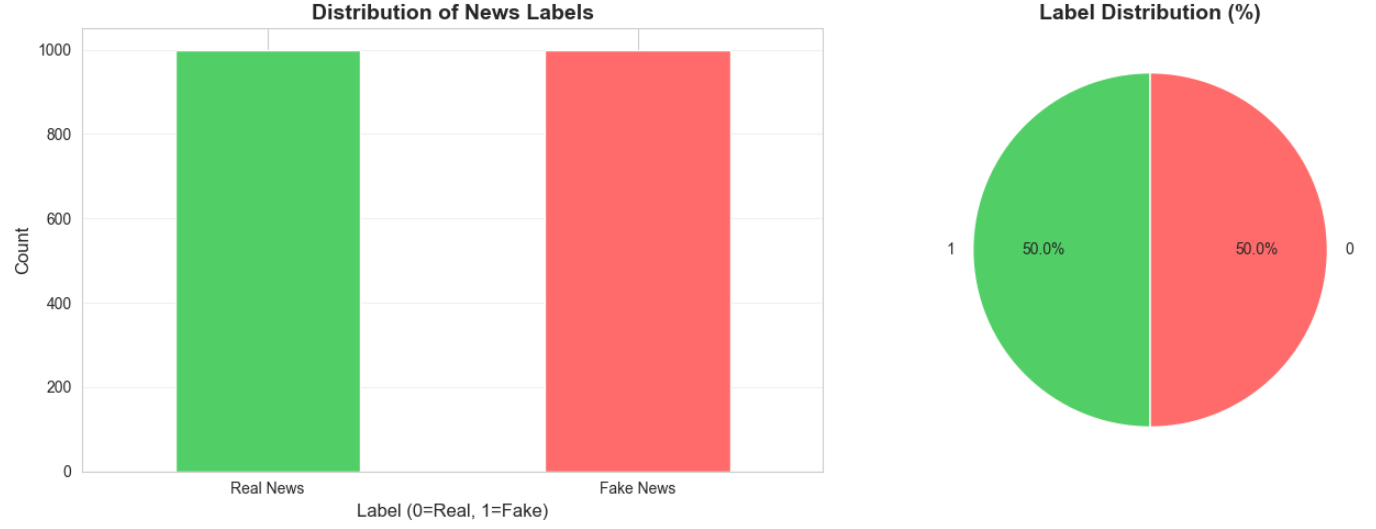 Distribution of News Labels
1000
800
600
400
200
0
Count
Real News
Fake News
Label (0=Real, 1=Fake)
Label Distribution (%)
1
50.0%
50.0%
0